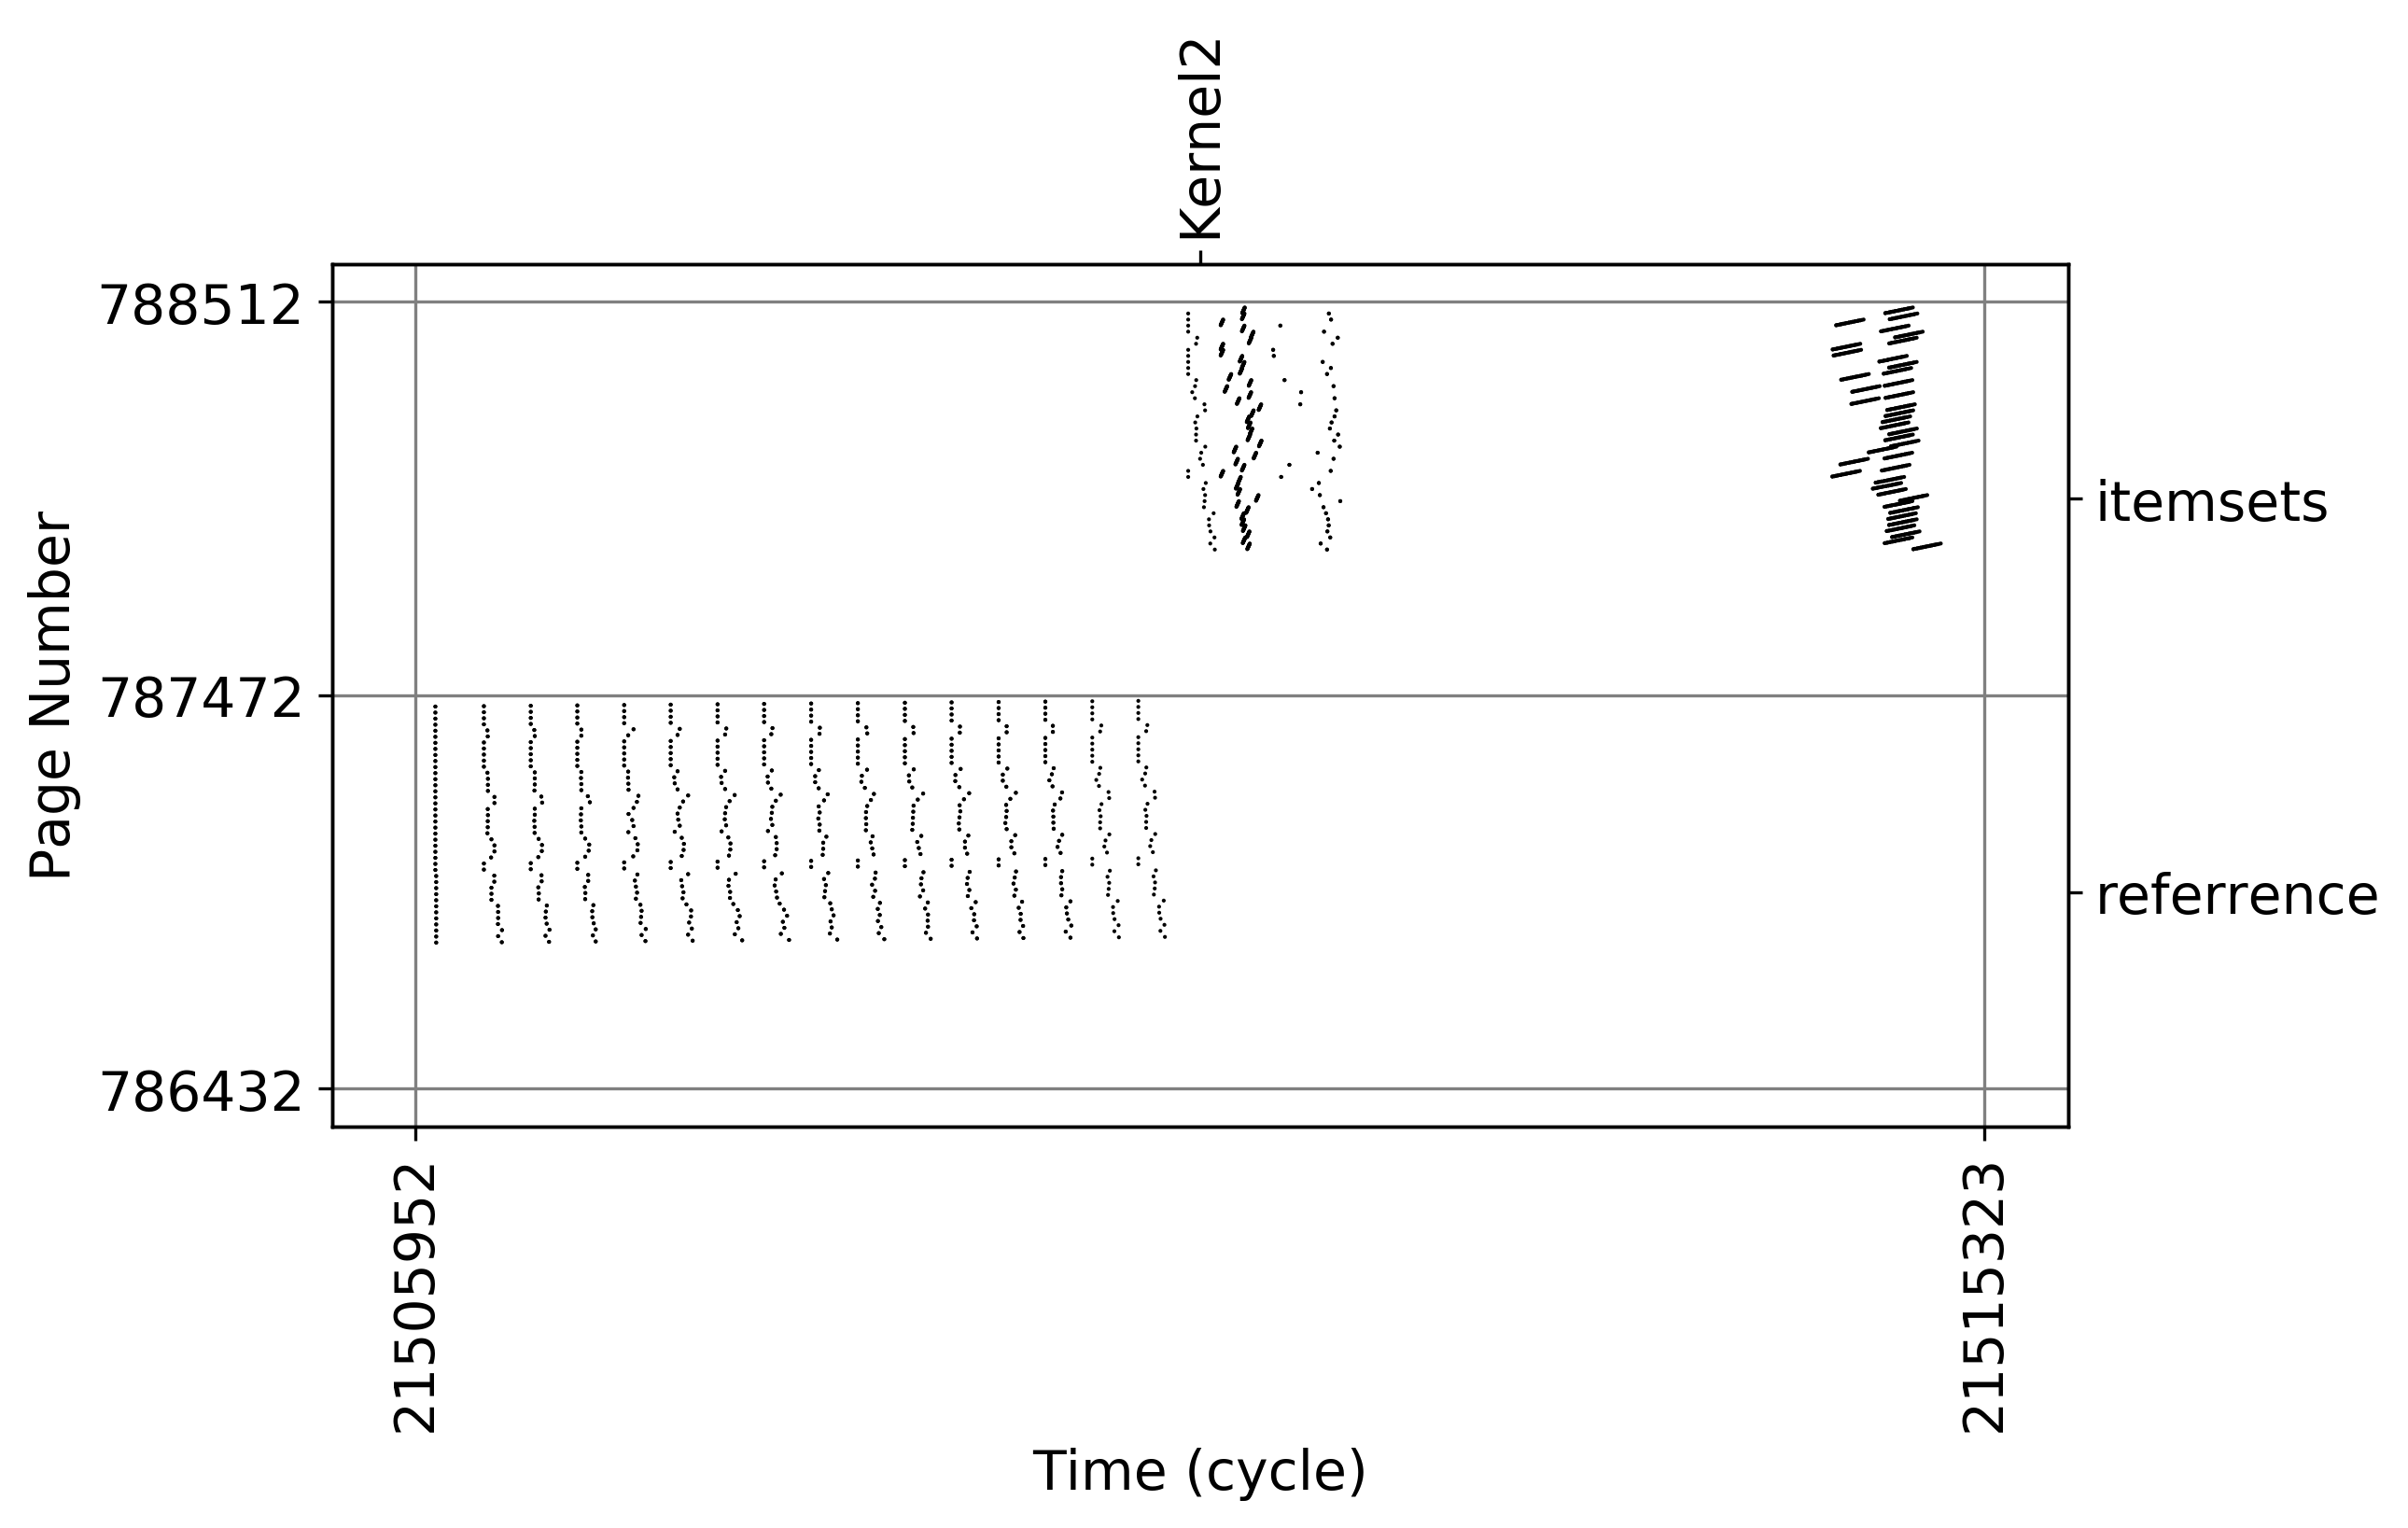 Kernel2
788512
787472
786432
Page Number
itemsets
referrence
21505952
21515323
Time (cycle)